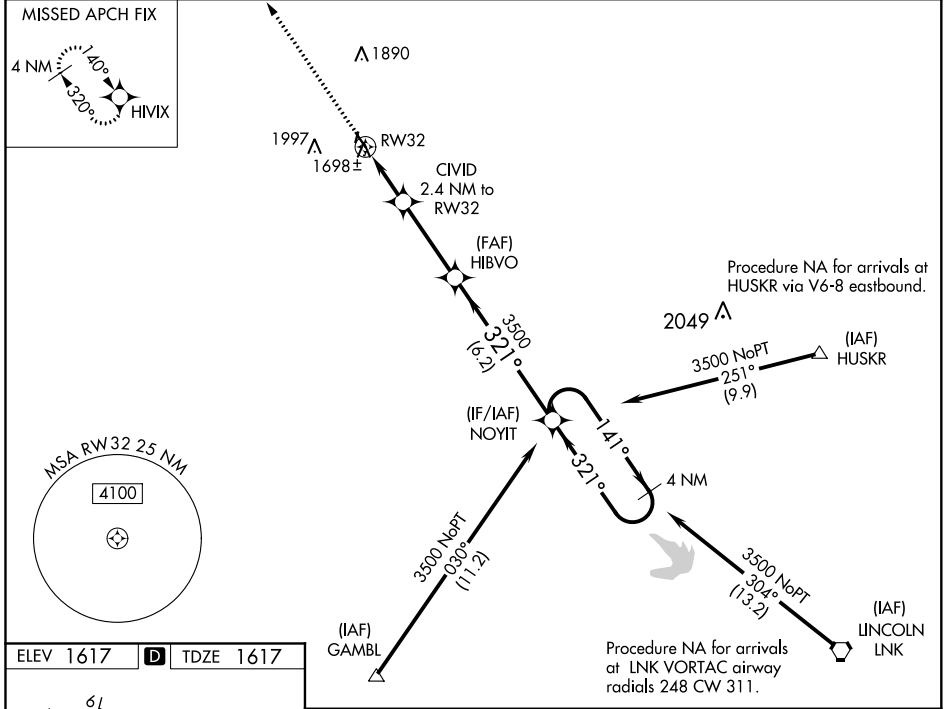 MISSED APCH FIX
4 NM
140°
320°
HIVIX
1890
1997
1698±
RW32
CIVID
2.4 NM to
RW32
(FAF)
HIBVO
Procedure NA for arrivals at
HUSKR via V6-8 eastbound.
2049
(IAF)
HUSKR
3500 NoPT
251°
(9.9)
3500
321°
(6.2)
(IF/IAF)
NOYIT
141°
321°
4 NM
MSA RW32 25 NM
4100
3500 NoPT
030°
(11.2)
3500 NoPT
304°
(13.2)
(IAF)
GAMBL
(IAF)
LINCOLN
LNK
Procedure NA for arrivals
at LNK VORTAC airway
radials 248 CW 311.
ELEV 1617 D TDZE 1617